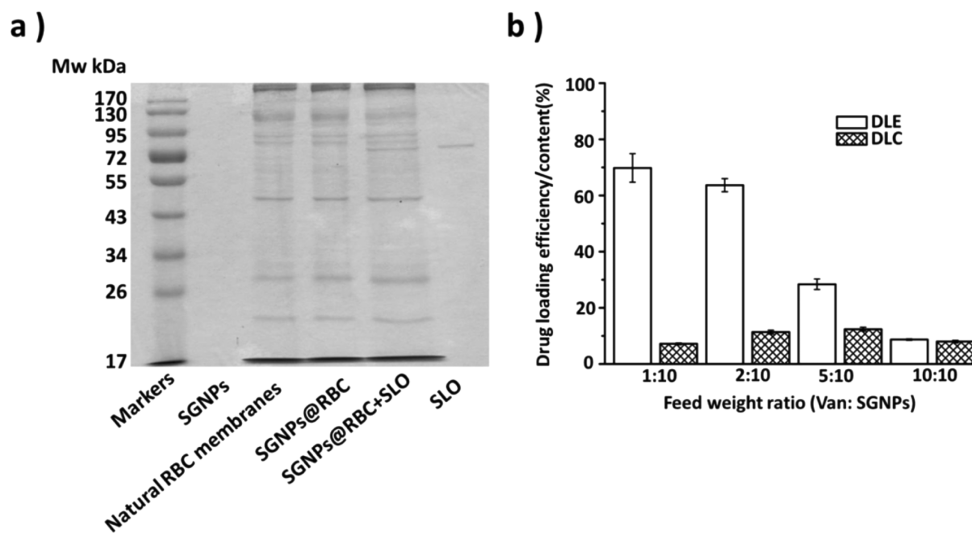 a )
Mw kDa
170
130
95
72
55
43
34
26
17
Markers
SGNPs
Natural RBC membranes
SGNPs@RBC
SGNPs@RBC+SLO
SLO
b )
Drug loading efficiency/content(%)
100
80
60
40
20
0
DLE
DLC
1:10 2:10 5:10 10:10
Feed weight ratio (Van: SGNPs)